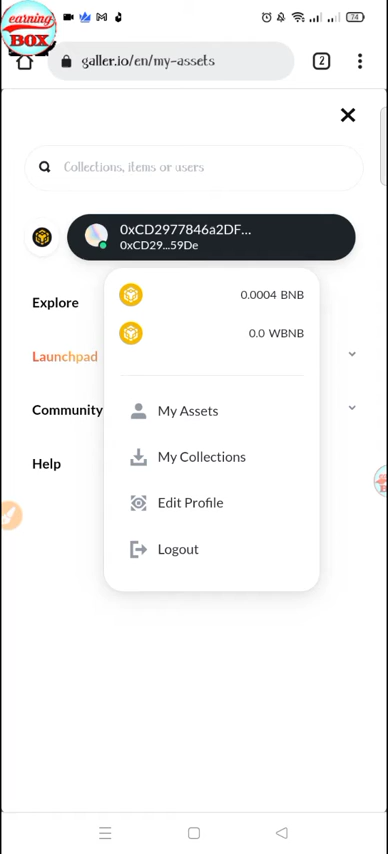 earning
BOX
74
galler.io/en/my-assets
2
Collections, items or users
0xCD2977846a2DF...
0xCD29...59De
0.0004 BNB
Explore
0.0 WBNB
Launchpad
My Assets
Community
My Collections
Help
Edit Profile
Logout